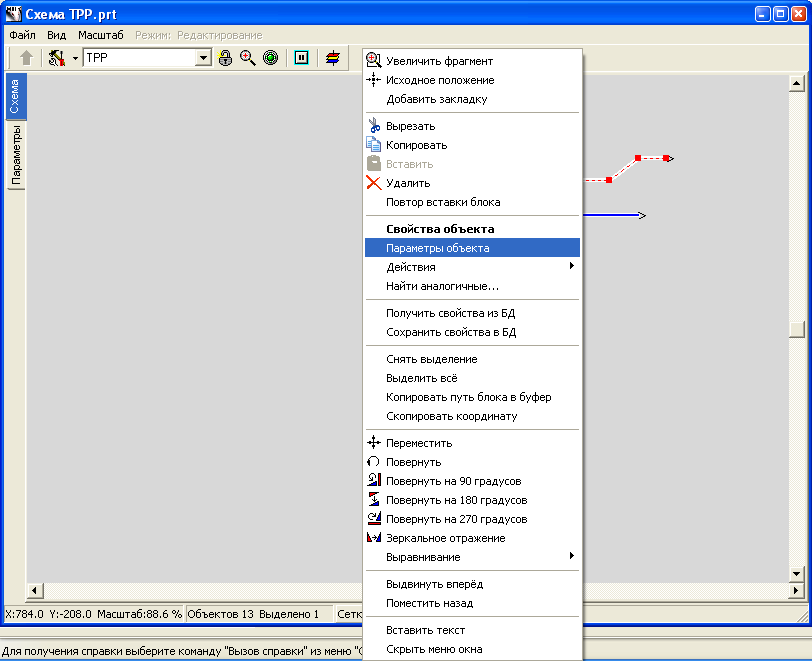 Схема TPP.prt
Файл Вид Масштаб Режим: Редактирование
TPP
Схема
Параметры
Увеличить фрагмент
Исходное положение
Добавить закладку
Вырезать
Копировать
Вставить
Удалить
Повтор вставки блока
Свойства объекта
Параметры объекта
Действия
Найти аналогичные...
Получить свойства из БД
Сохранить свойства в БД
Снять выделение
Выделить всё
Копировать путь блока в буфер
Скопировать координату
Переместить
Повернуть
Повернуть на 90 градусов
Повернуть на 180 градусов
Повернуть на 270 градусов
Зеркальное отражение
Выравнивание
Выдвинуть вперёд
Поместить назад
Вставить текст
Скрыть меню окна
X:784.0 Y:-208.0 Масштаб:88.6 % Объектов 13 Выделено 1 Сетк
Для получения справки выберите команду "Вызов справки" из меню "